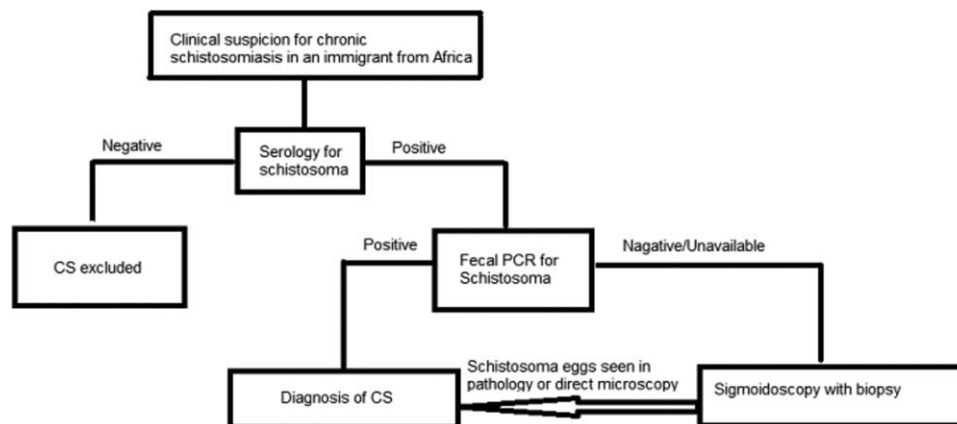 Clinical suspicion for chronic
schistosomiasis in an immigrant from Africa
Negative
Serology for
schistosoma
Positive
CS excluded
Positive
Fecal PCR for
Schistosoma
Nagative/Unavailable
Diagnosis of CS
Schistosoma eggs seen in
pathology or direct microscopy
Sigmoidoscopy with biopsy